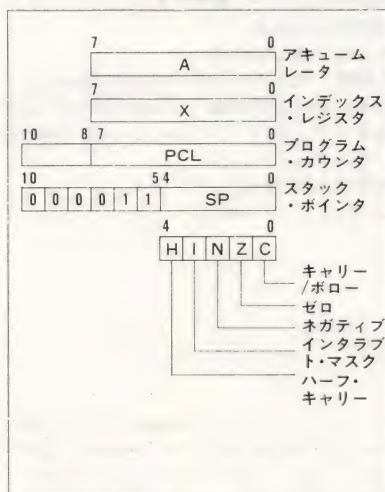 7 0
A
アキューム
レータ
7 0
X
インデックス
・レジスタ
10 8 7 0
PCL
プログラム
・カウンタ
10 5 4 0
0 0 0 0 1 1 SP
スタック
・ポインタ
4 0
H I N Z C
キャリー
/ボロー
ゼロ
ネガティブ
インタラプ
ト・マスク
ハーフ・
キャリー